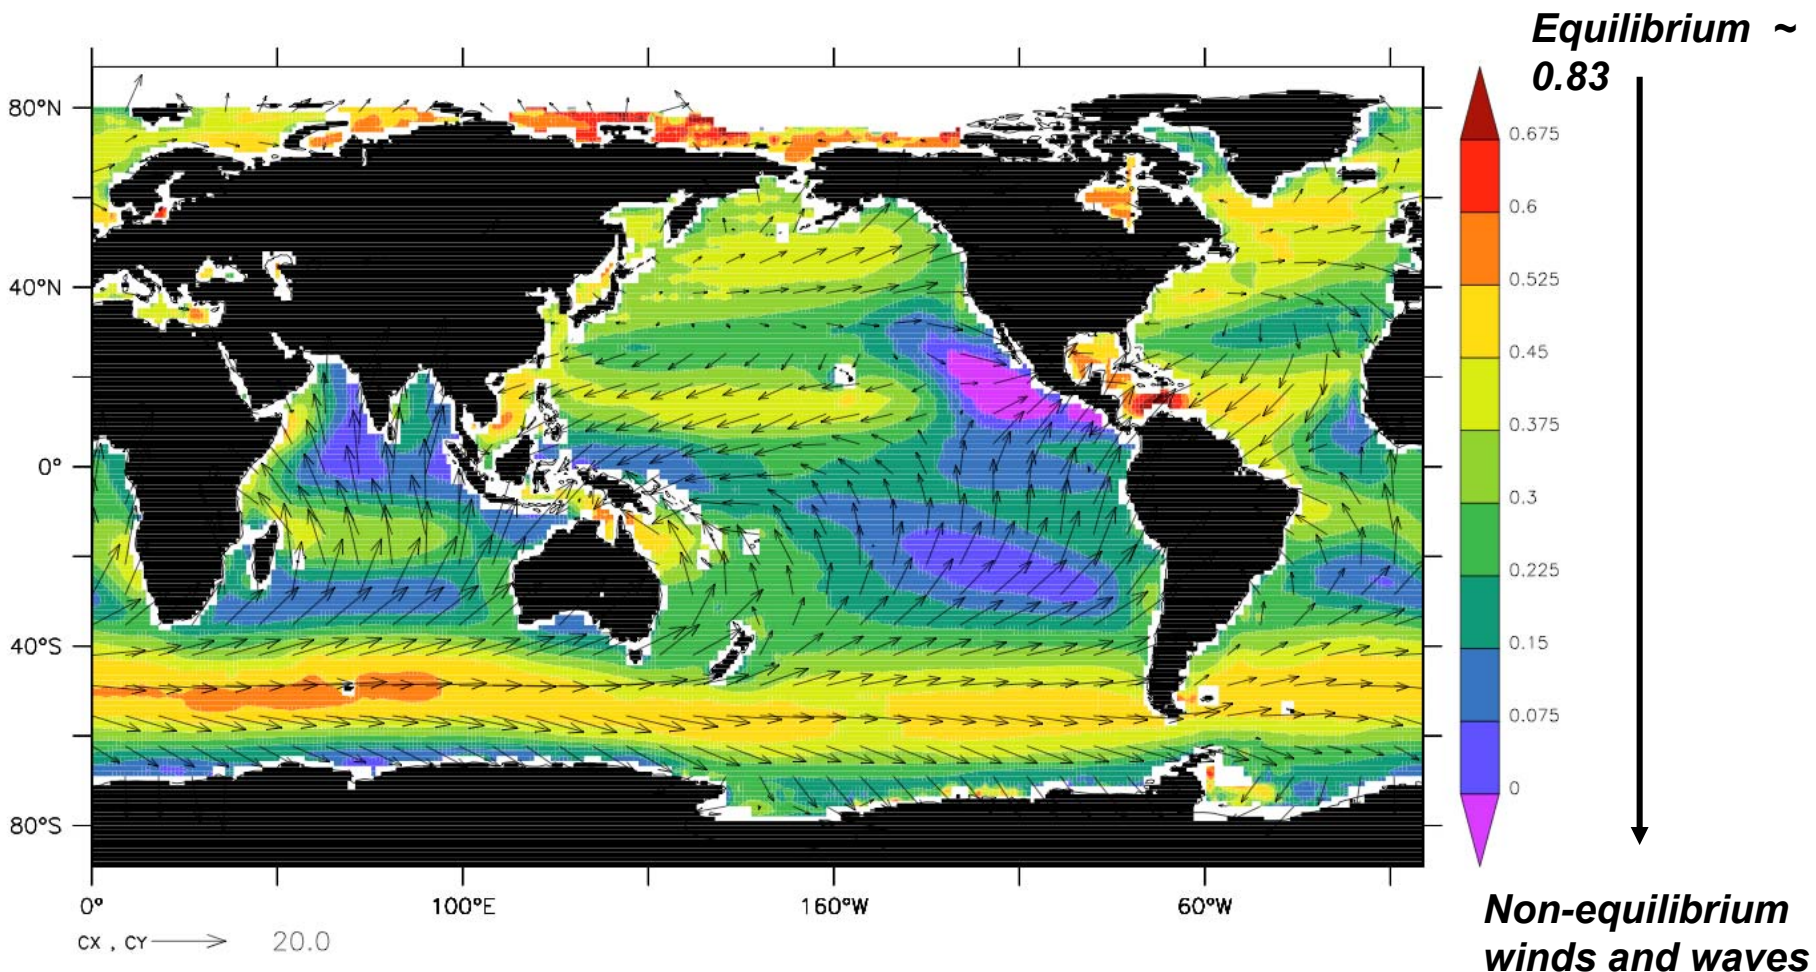 Equilibrium ~
0.83
80°N
40°N
0°
40°S
80°S
0°
100°E
160°W
60°W
CX , CY
20.0
0.675
0.6
0.525
0.45
0.375
0.3
0.225
0.15
0.075
0
Non-equilibrium
winds and waves